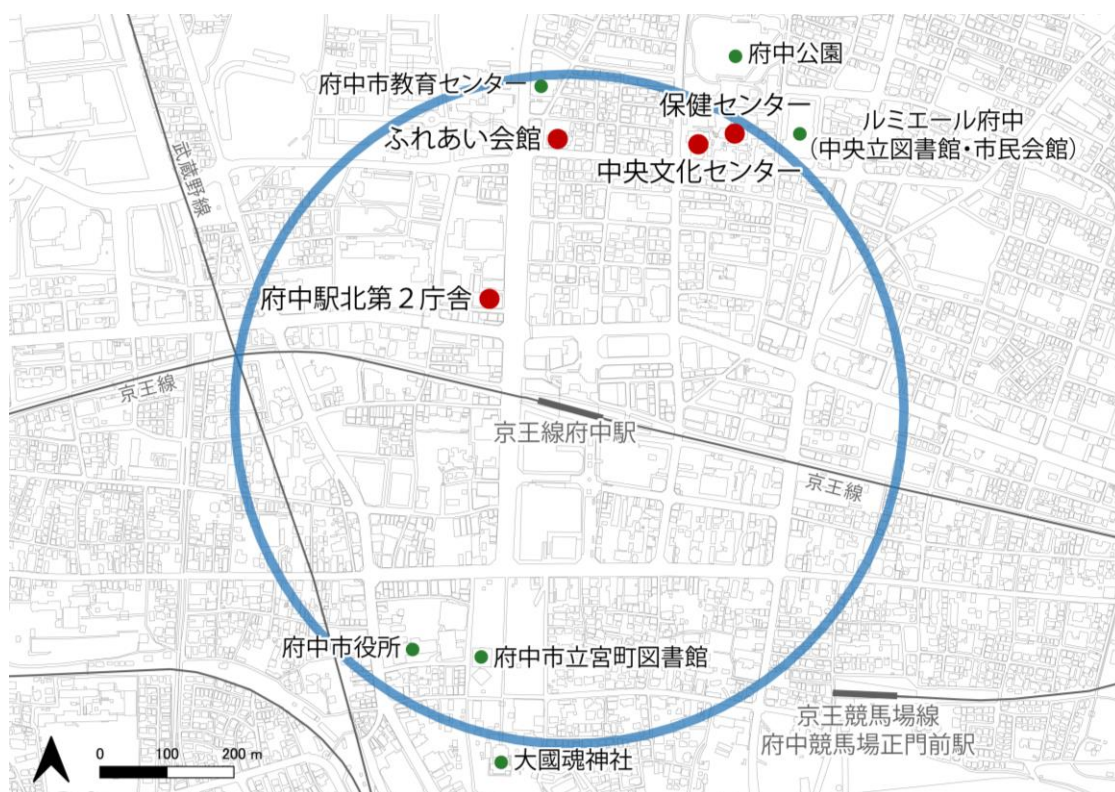 府中公園
府中市教育センター
保健センター
ふれあい会館
ルミエール府中
(中央立図書館・市民会館)
中央文化センター
武蔵野線
府中駅北第２庁舎
京王線
京王線府中駅
京王線
府中市役所
府中市立宮町図書館
京王競馬場線
府中競馬場正門前駅
大國魂神社
0 100 200 m